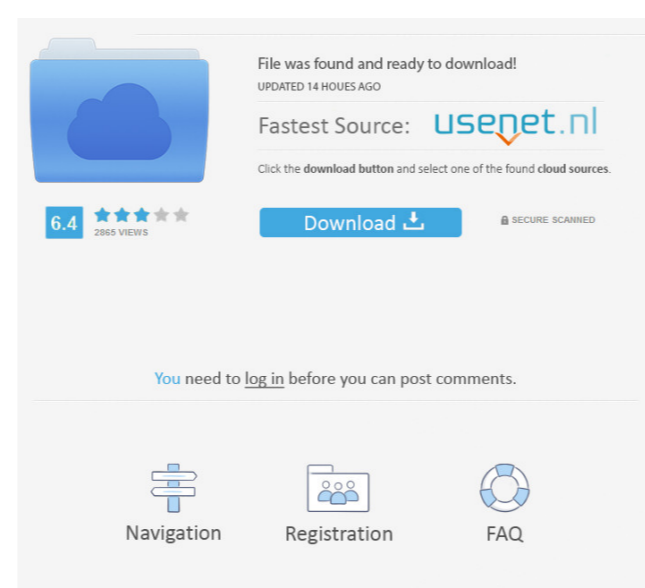 File was found and ready to download!
UPDATED 14 HOUES AGO
Fastest Source: usenet.nl
Click the download button and select one of the found cloud sources.
6.4
2865 VIEWS
Download
SECURE SCANNED
You need to log in before you can post comments.
Navigation
Registration
FAQ